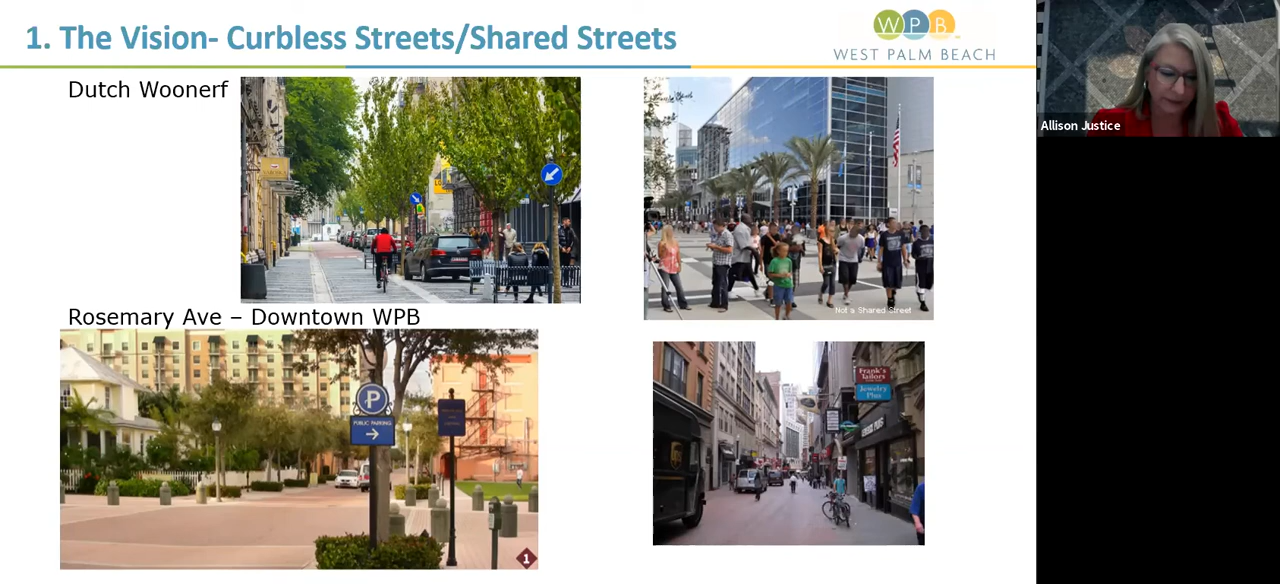 1. The Vision- Curbless Streets/Shared Streets
WPB
WEST PALM BEACH
Allison Justice
Dutch Woonerf
Not a Shared Street
Rosemary Ave – Downtown WPB
P
PUBLIC PARKING
1
Frank's
Tailors
Jewelry
Plus
UPS